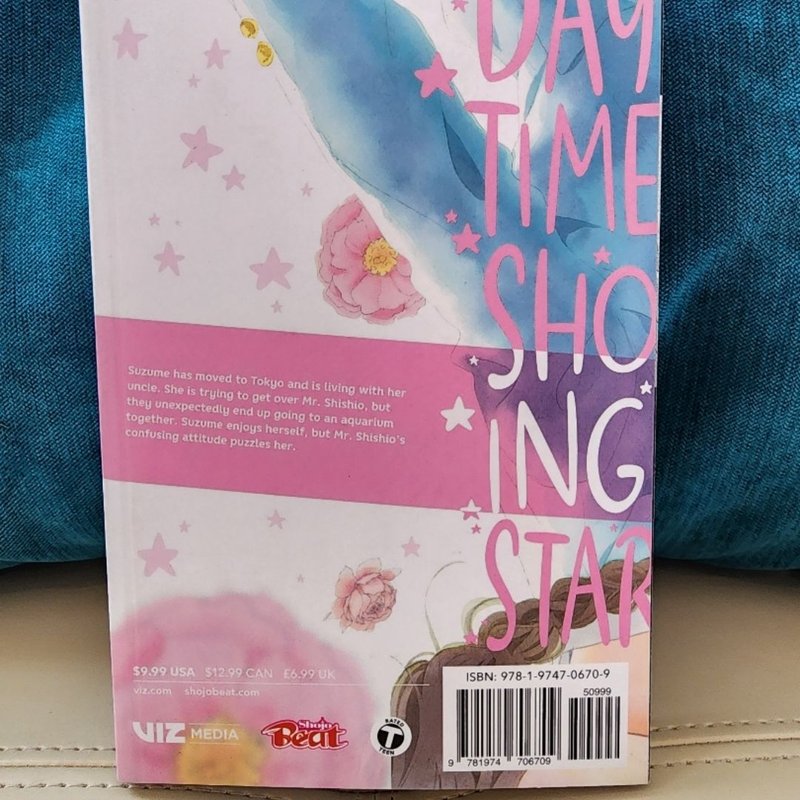 DAY
TIME
SHO
ING
STAR
Suzume has moved to Tokyo and is living with her
uncle. She is trying to get over Mr. Shishio, but
they unexpectedly end up going to an aquarium
together. Suzume enjoys herself, but Mr. Shishio's
confusing attitude puzzles her.
$9.99 USA $12.99 CAN £6.99 UK
viz.com shojobeat.com
VIZ MEDIA
Shojo
Beat
RATED
T
TEEN
ISBN: 978-1-9747-0670-9
50999
9 781974 706709